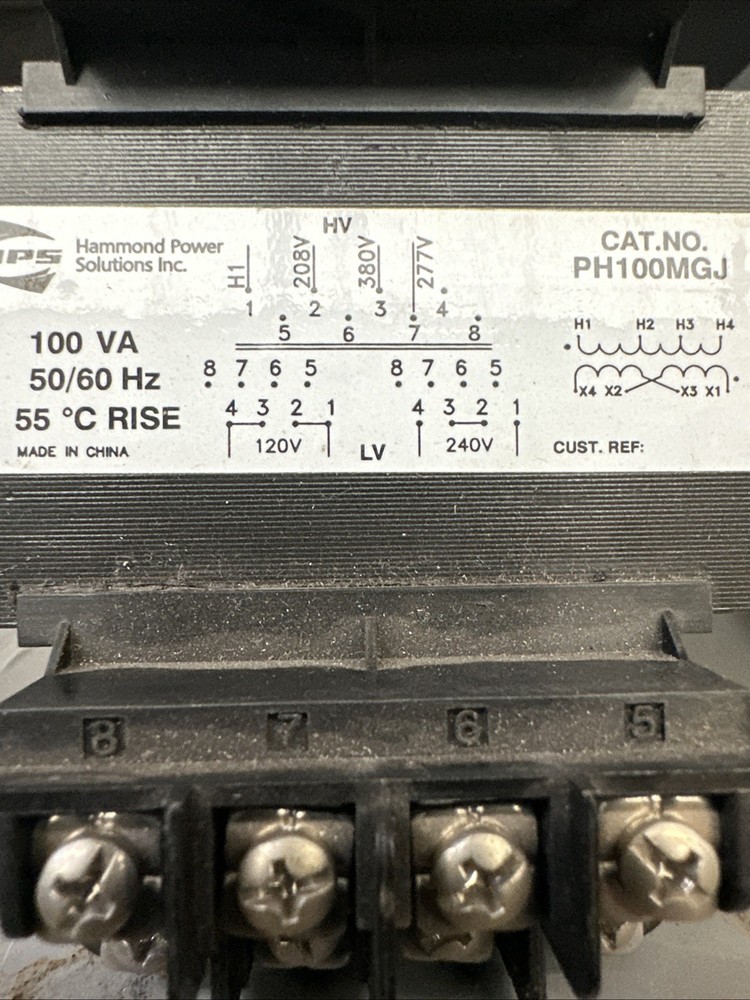 HPS Hammond Power
Solutions Inc.
100 VA
50/60 Hz
55 °C RISE
MADE IN CHINA
HV
H1 208V 380V 277V
1 2 3 4
5 6 7 8
8 7 6 5 8 7 6 5
4 3 2 1 4 3 2 1
120V LV 240V
CAT.NO.
PH100MGJ
H1 H2 H3 H4
X4 X2 X3 X1
CUST. REF:
8 7 6 5